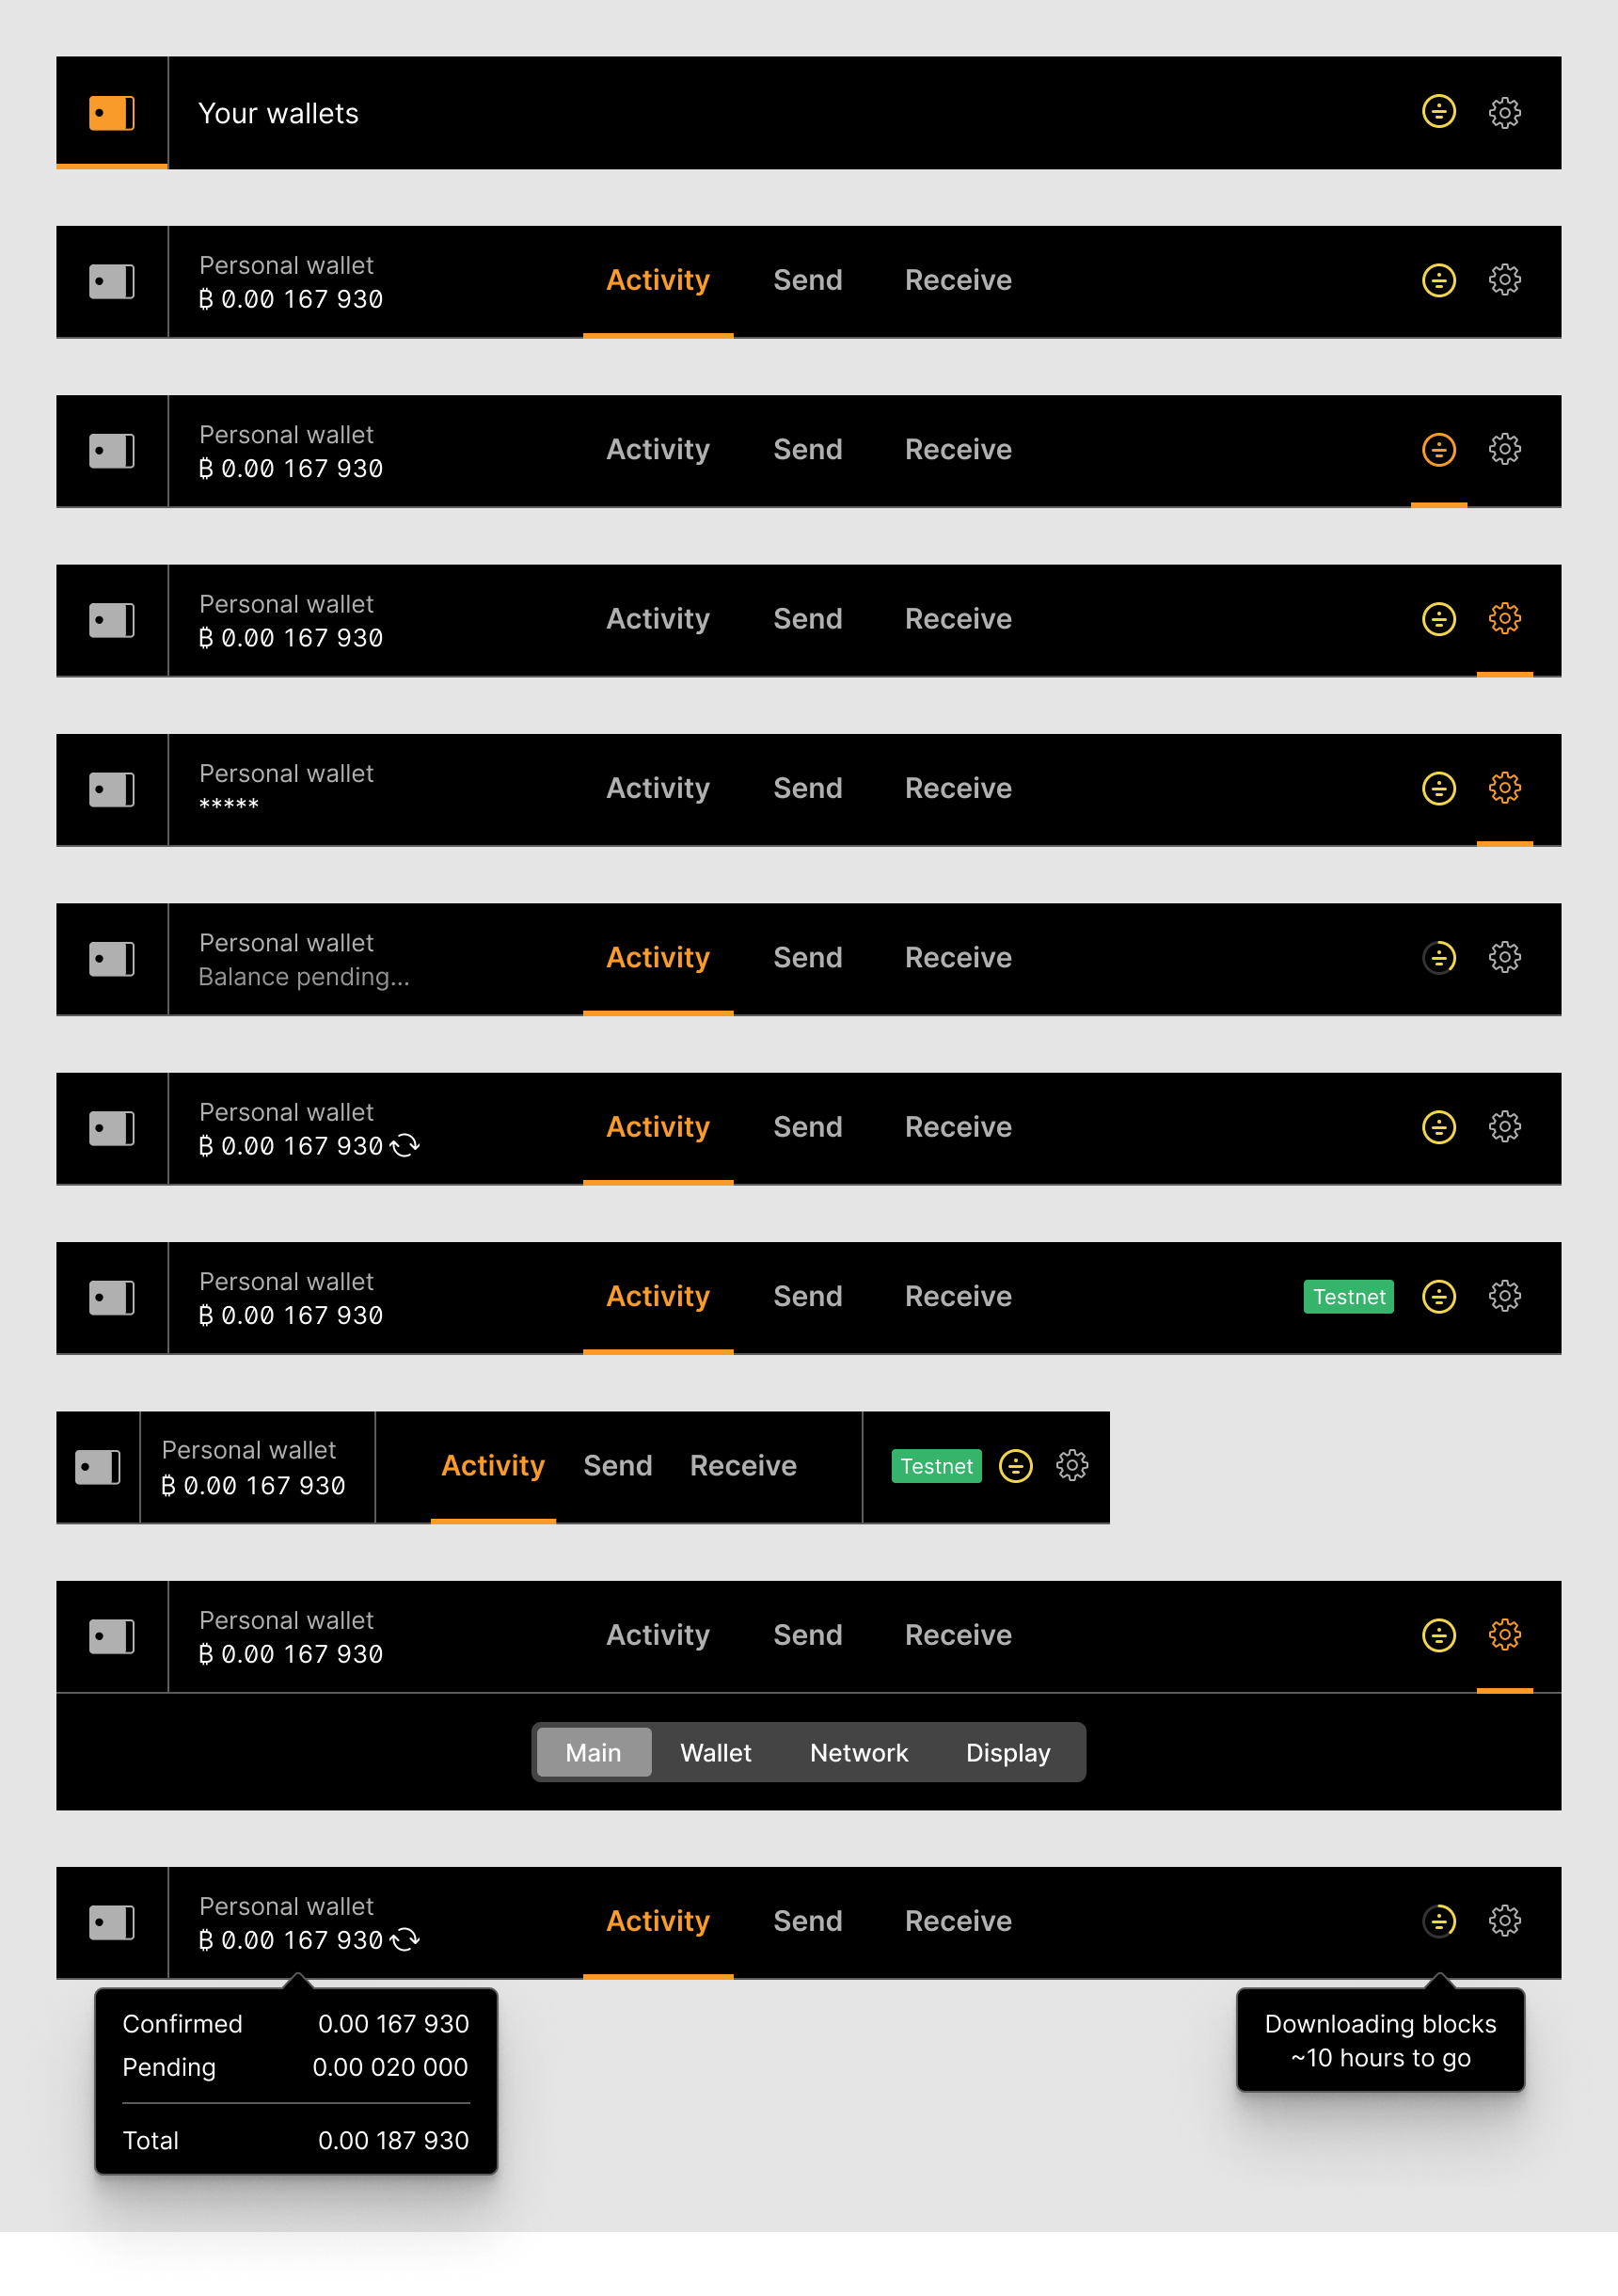 Your wallets
Personal wallet
₿ 0.00 167 930
Activity Send Receive
Personal wallet
₿ 0.00 167 930
Activity Send Receive
Personal wallet
₿ 0.00 167 930
Activity Send Receive
Personal wallet
*****
Activity Send Receive
Personal wallet
Balance pending...
Activity Send Receive
Personal wallet
₿ 0.00 167 930
Activity Send Receive
Personal wallet
₿ 0.00 167 930
Activity Send Receive Testnet
Personal wallet
₿ 0.00 167 930
Activity Send Receive Testnet
Personal wallet
₿ 0.00 167 930
Activity Send Receive
Main Wallet Network Display
Personal wallet
₿ 0.00 167 930
Activity Send Receive
Confirmed 0.00 167 930
Pending 0.00 020 000
Total 0.00 187 930
Downloading blocks
~10 hours to go